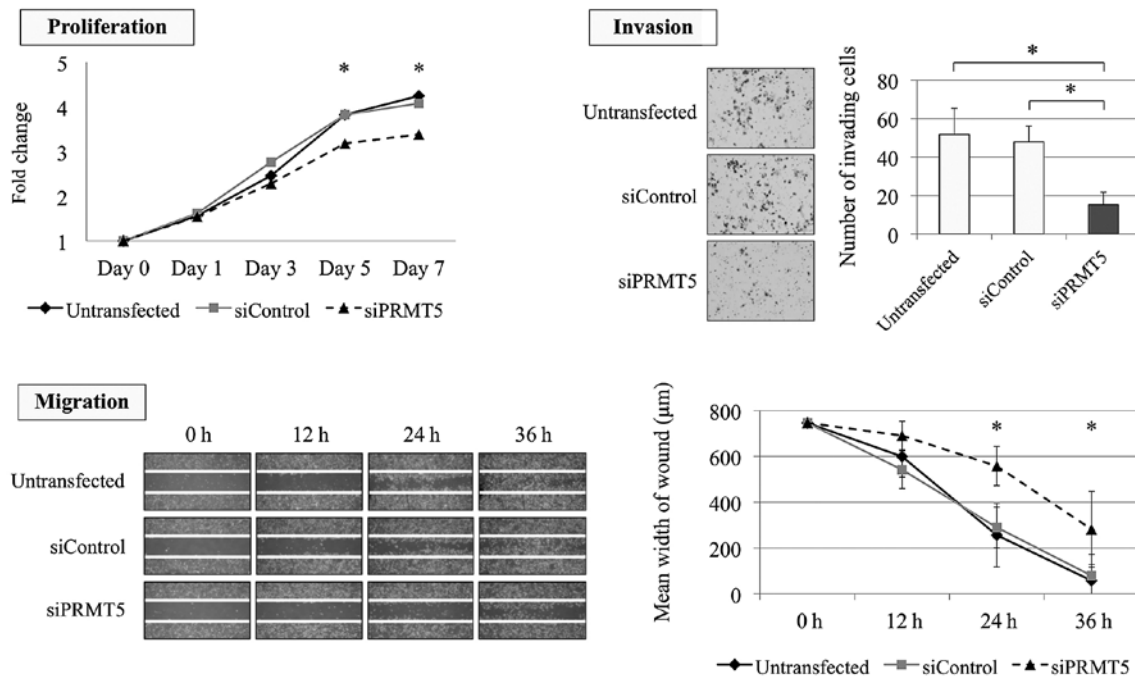 Proliferation
Fold change
5
4
3
2
1
* *
Day 0 Day 1 Day 3 Day 5 Day 7
Untransfected siControl siPRMT5
Invasion
Untransfected
siControl
siPRMT5
Number of invading cells
*
*
80
60
40
20
0
Untransfected
siControl
siPRMT5
Migration
0 h 12 h 24 h 36 h
Untransfected
siControl
siPRMT5
Mean width of wound (μm)
800
600
400
200
0
* *
0 h 12 h 24 h 36 h
Untransfected siControl siPRMT5